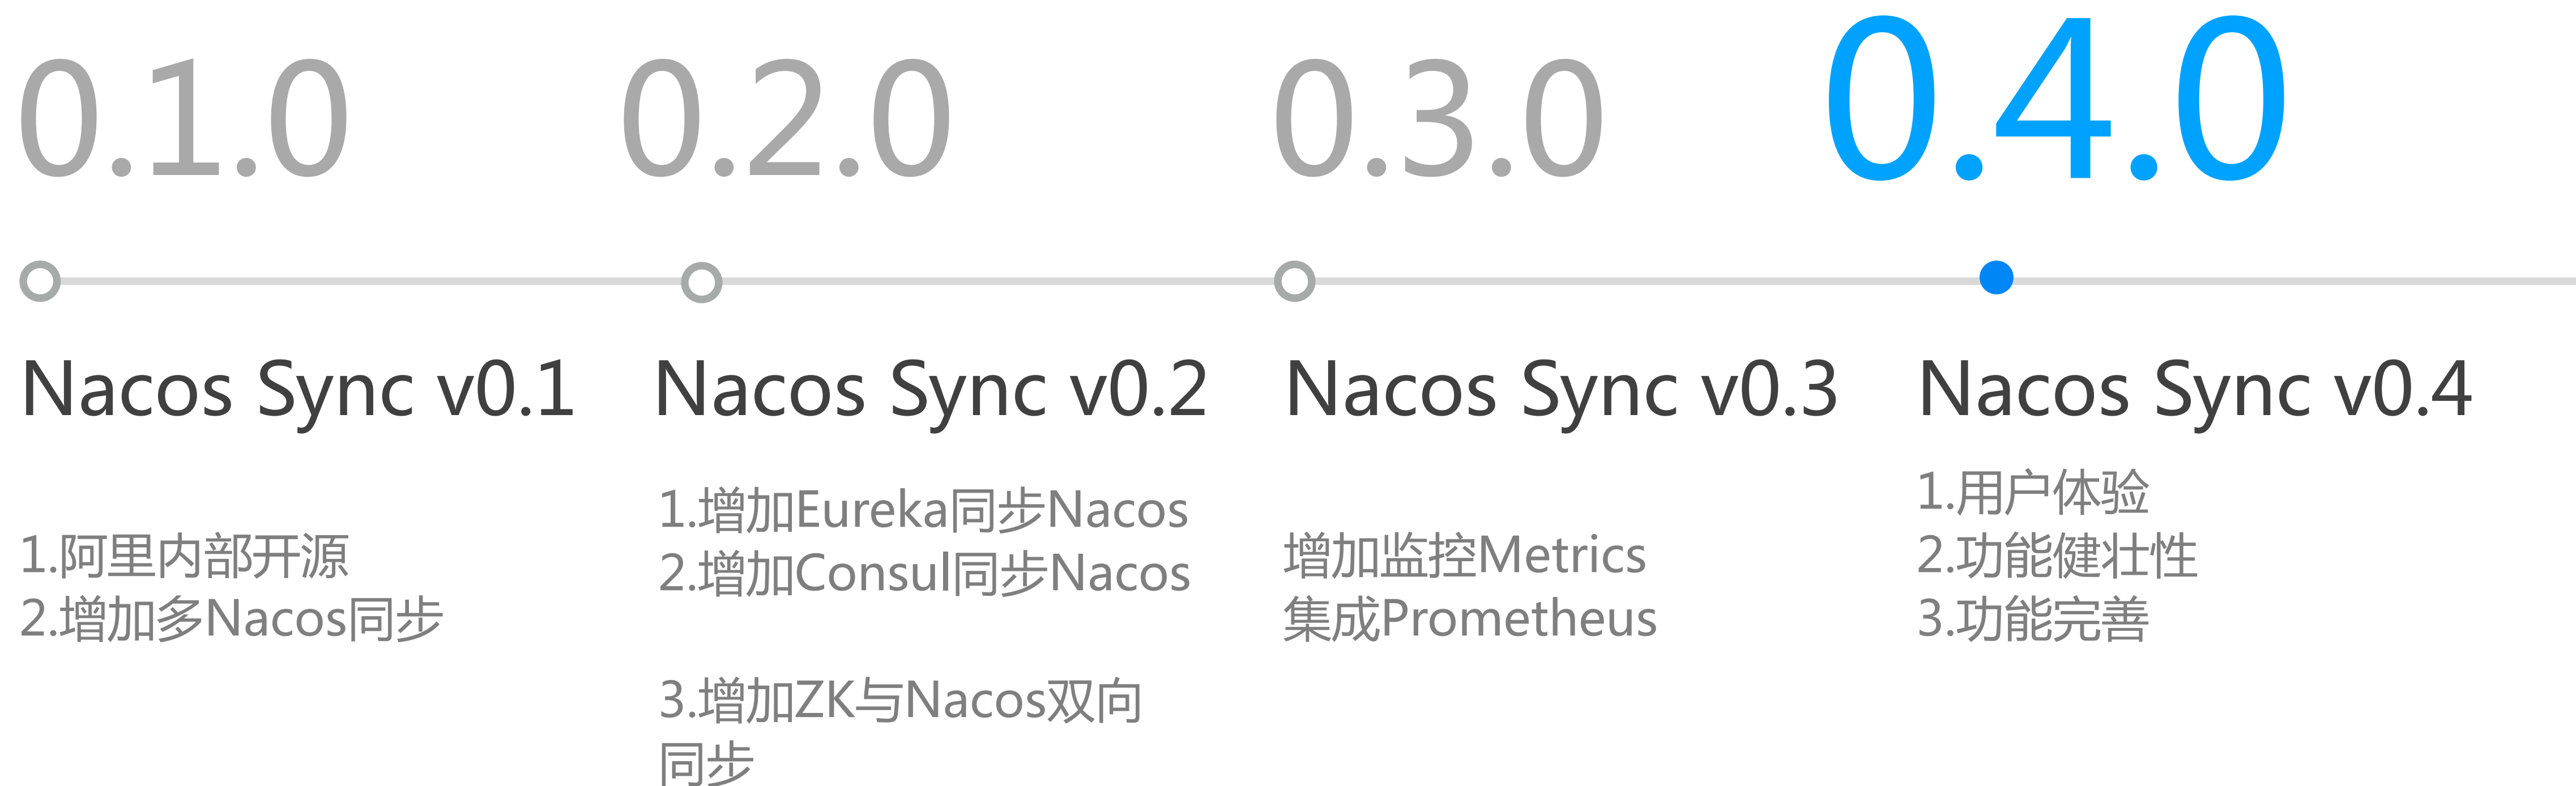 0.1.0
0.2.0
0.3.0
0.4.0
Nacos Sync v0.1
1.阿里内部开源
2.增加多Nacos同步
Nacos Sync v0.2
1.增加Eureka同步Nacos
2.增加Consul同步Nacos
3.增加ZK与Nacos双向
同步
Nacos Sync v0.3
增加监控Metrics
集成Prometheus
Nacos Sync v0.4
1.用户体验
2.功能健壮性
3.功能完善